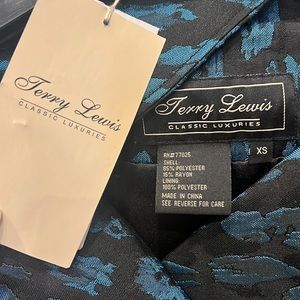 Terry Lewis
CLASSIC LUXURIES
Terry Lewis
CLASSIC LUXURIES
XS
RN#77025
SHELL:
85% POLYESTER
15% RAYON
LINING:
100% POLYESTER
MADE IN CHINA
SEE REVERSE FOR CARE